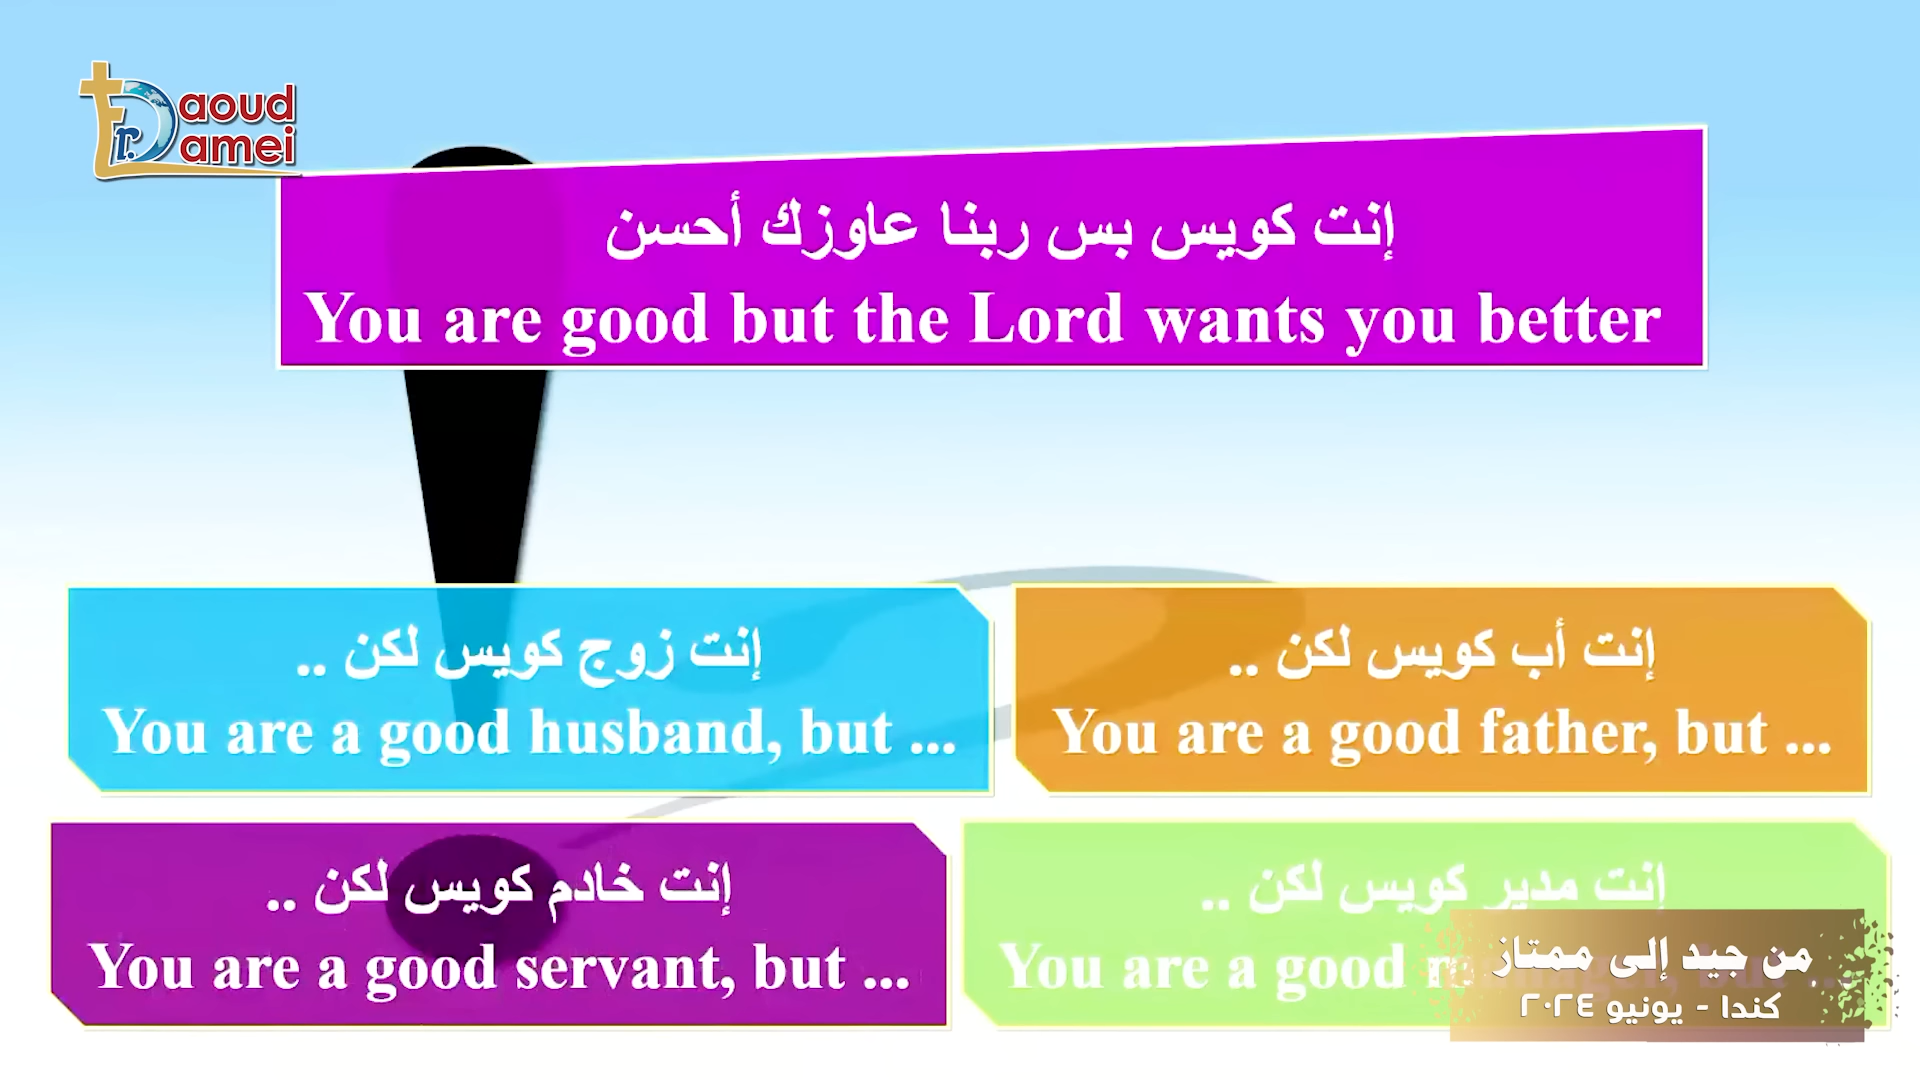 Fr. Daoud
Lamei
إنت كويس بس ربنا عاوزك أحسن
You are good but the Lord wants you better
إنت زوج كويس لكن ..
You are a good husband, but ...
إنت أب كويس لكن ..
You are a good father, but ...
إنت خادم كويس لكن ..
You are a good servant, but ...
إنت مدير كويس لكن ..
You are a good manager, but ...
من جيد إلى ممتاز
كندا - يونيو ٢٠٢٤